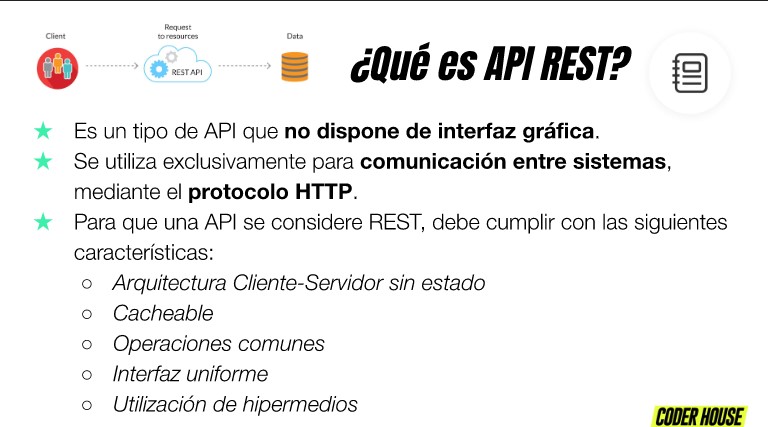 Client
Request
to resources
REST API
Data
¿Qué es API REST?
Es un tipo de API que no dispone de interfaz gráfica.
Se utiliza exclusivamente para comunicación entre sistemas,
mediante el protocolo HTTP.
Para que una API se considere REST, debe cumplir con las siguientes
características:
Arquitectura Cliente-Servidor sin estado
Cacheable
Operaciones comunes
Interfaz uniforme
Utilización de hipermedios
CODER HOUSE